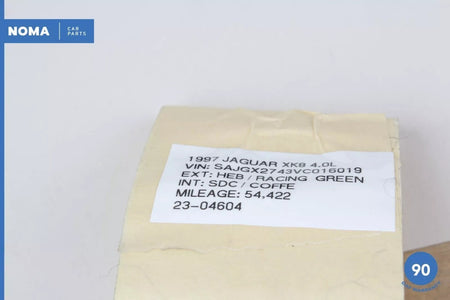 NOMA CAR PARTS
1997 JAGUAR XK8 4.0L
VIN: SAJGX2743VC015019
EXT: HEB / RACING GREEN
INT: SDC / COFFE
MILEAGE: 54,422
23-04604
90